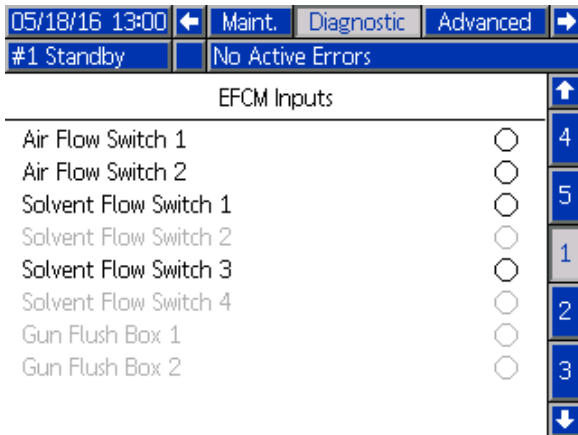 05/18/16 13:00 Maint. Diagnostic Advanced
#1 Standby No Active Errors
EFCM Inputs
Air Flow Switch 1
Air Flow Switch 2
Solvent Flow Switch 1
Solvent Flow Switch 2
Solvent Flow Switch 3
Solvent Flow Switch 4
Gun Flush Box 1
Gun Flush Box 2
4
5
1
2
3